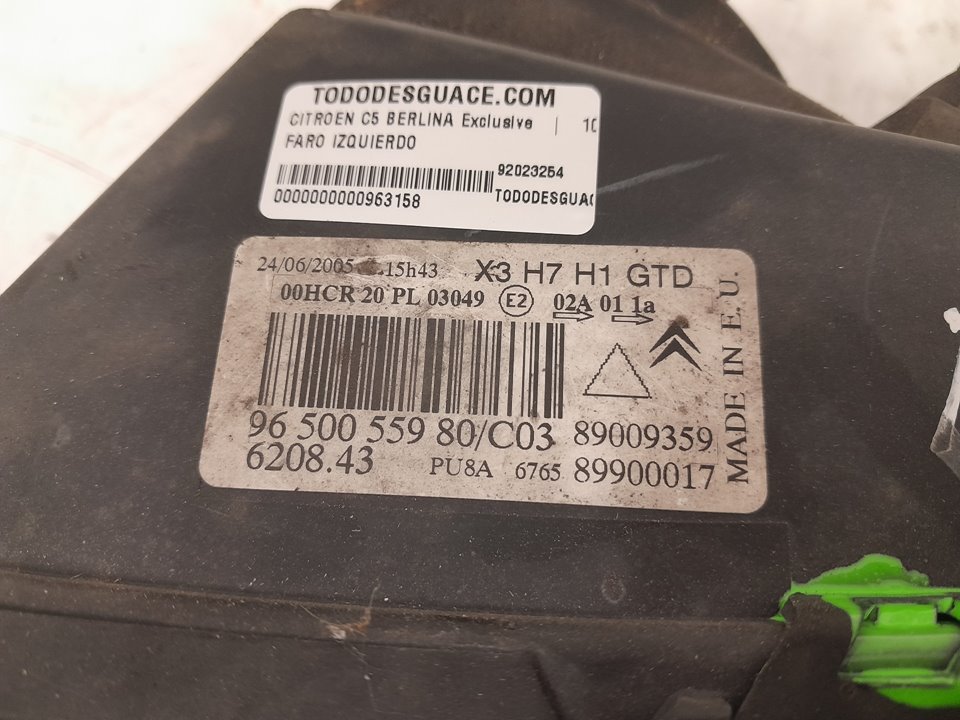 TODODESGUACE.COM
CITROEN C5 BERLINA Exclusive | 10
FARO IZQUIERDO
92023254
0000000000963158 TODODESGUAC
24/06/2005 15h43 X3 H7 H1 GTD
00HCR 20 PL 03049 E2 02A 01 1a
96 500 559 80/C03 89009359
6208.43 PU8A 6765 89900017
MADE IN E. U.